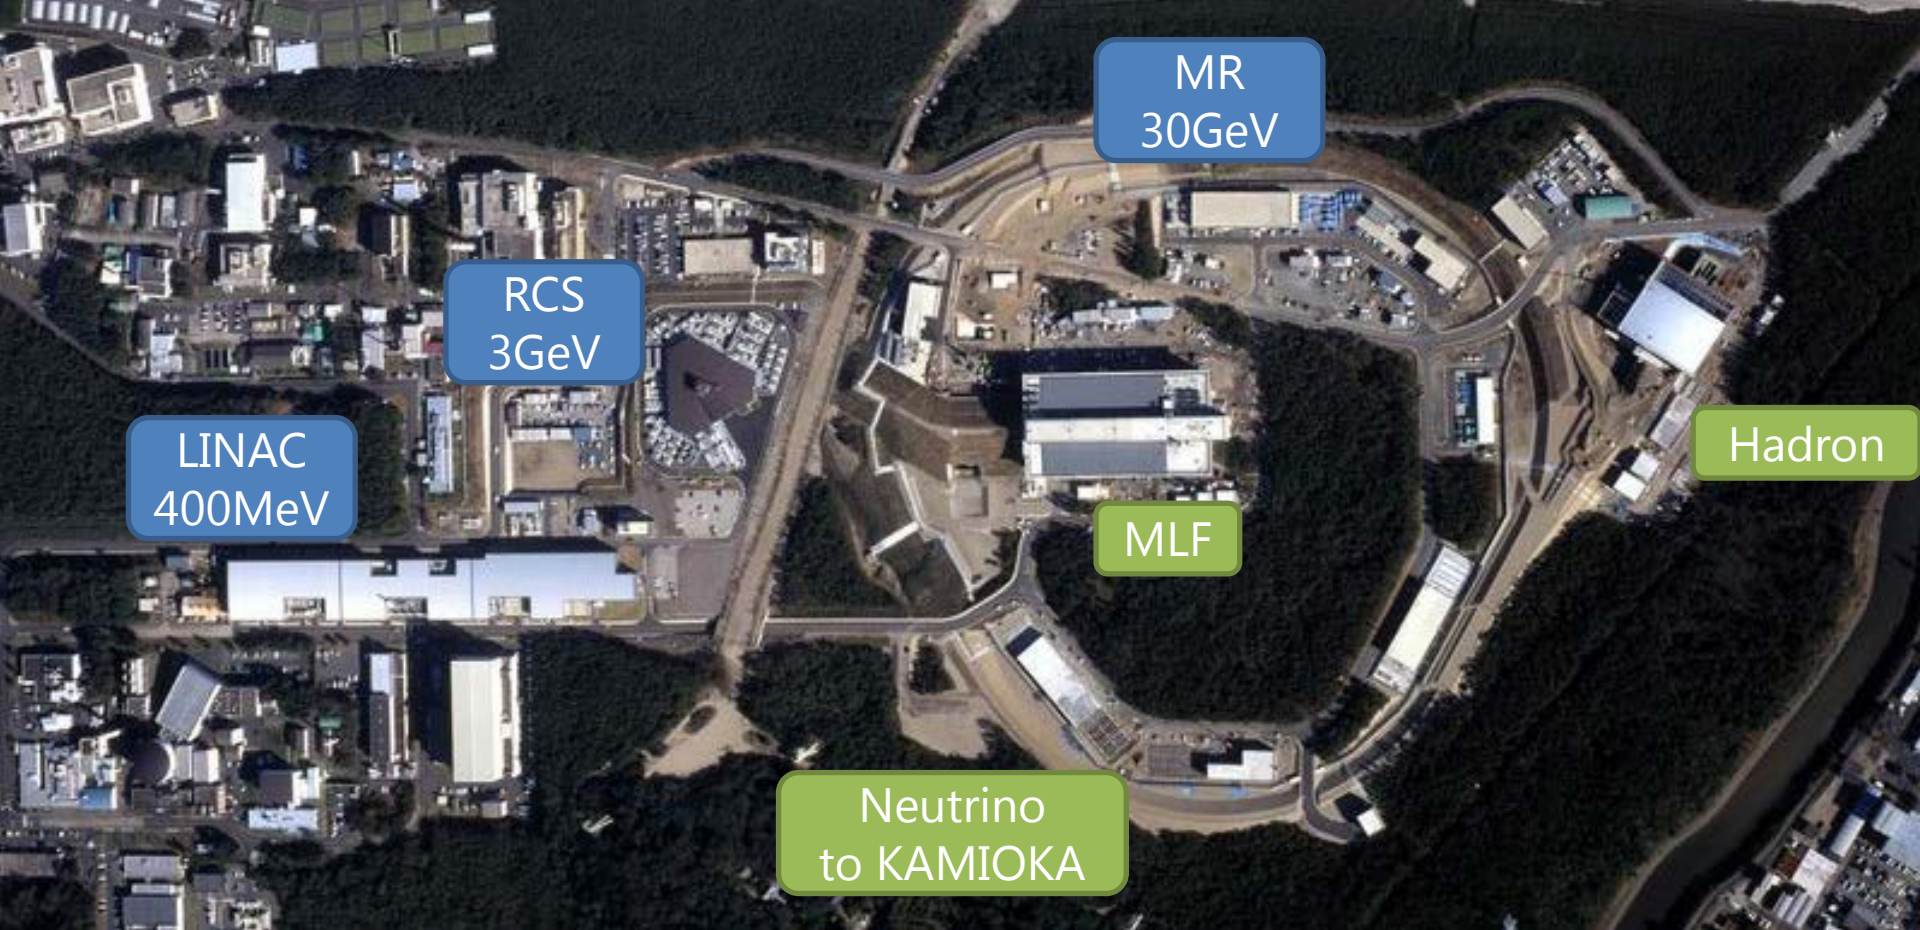 MR
30GeV
RCS
3GeV
LINAC
400MeV
Hadron
MLF
Neutrino
to KAMIOKA